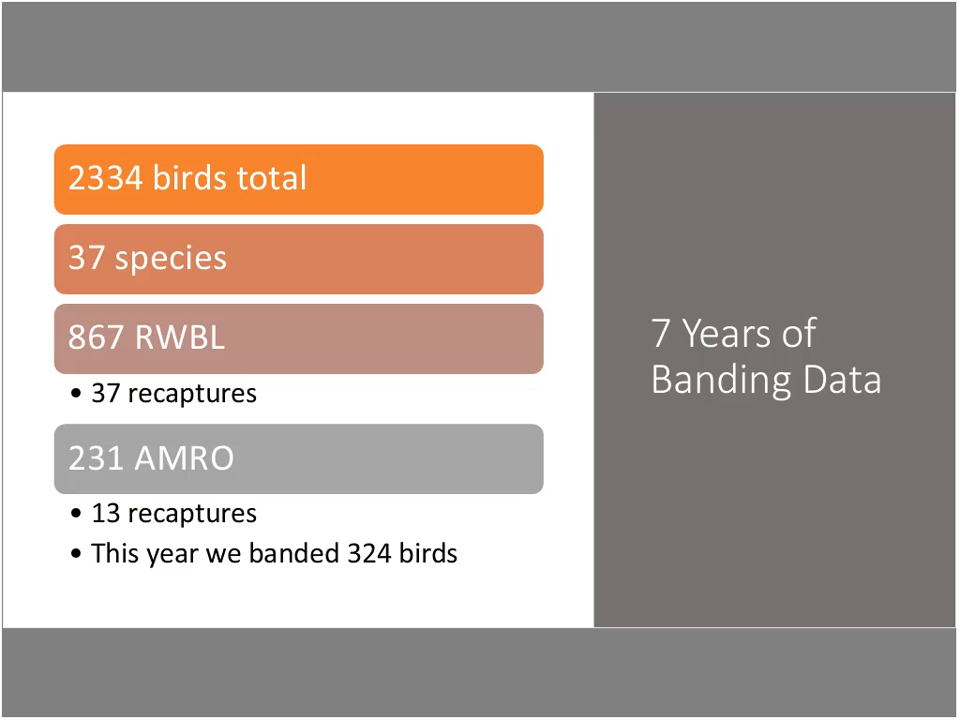 2334 birds total
37 species
867 RWBL
• 37 recaptures
231 AMRO
• 13 recaptures
• This year we banded 324 birds
7 Years of
Banding Data